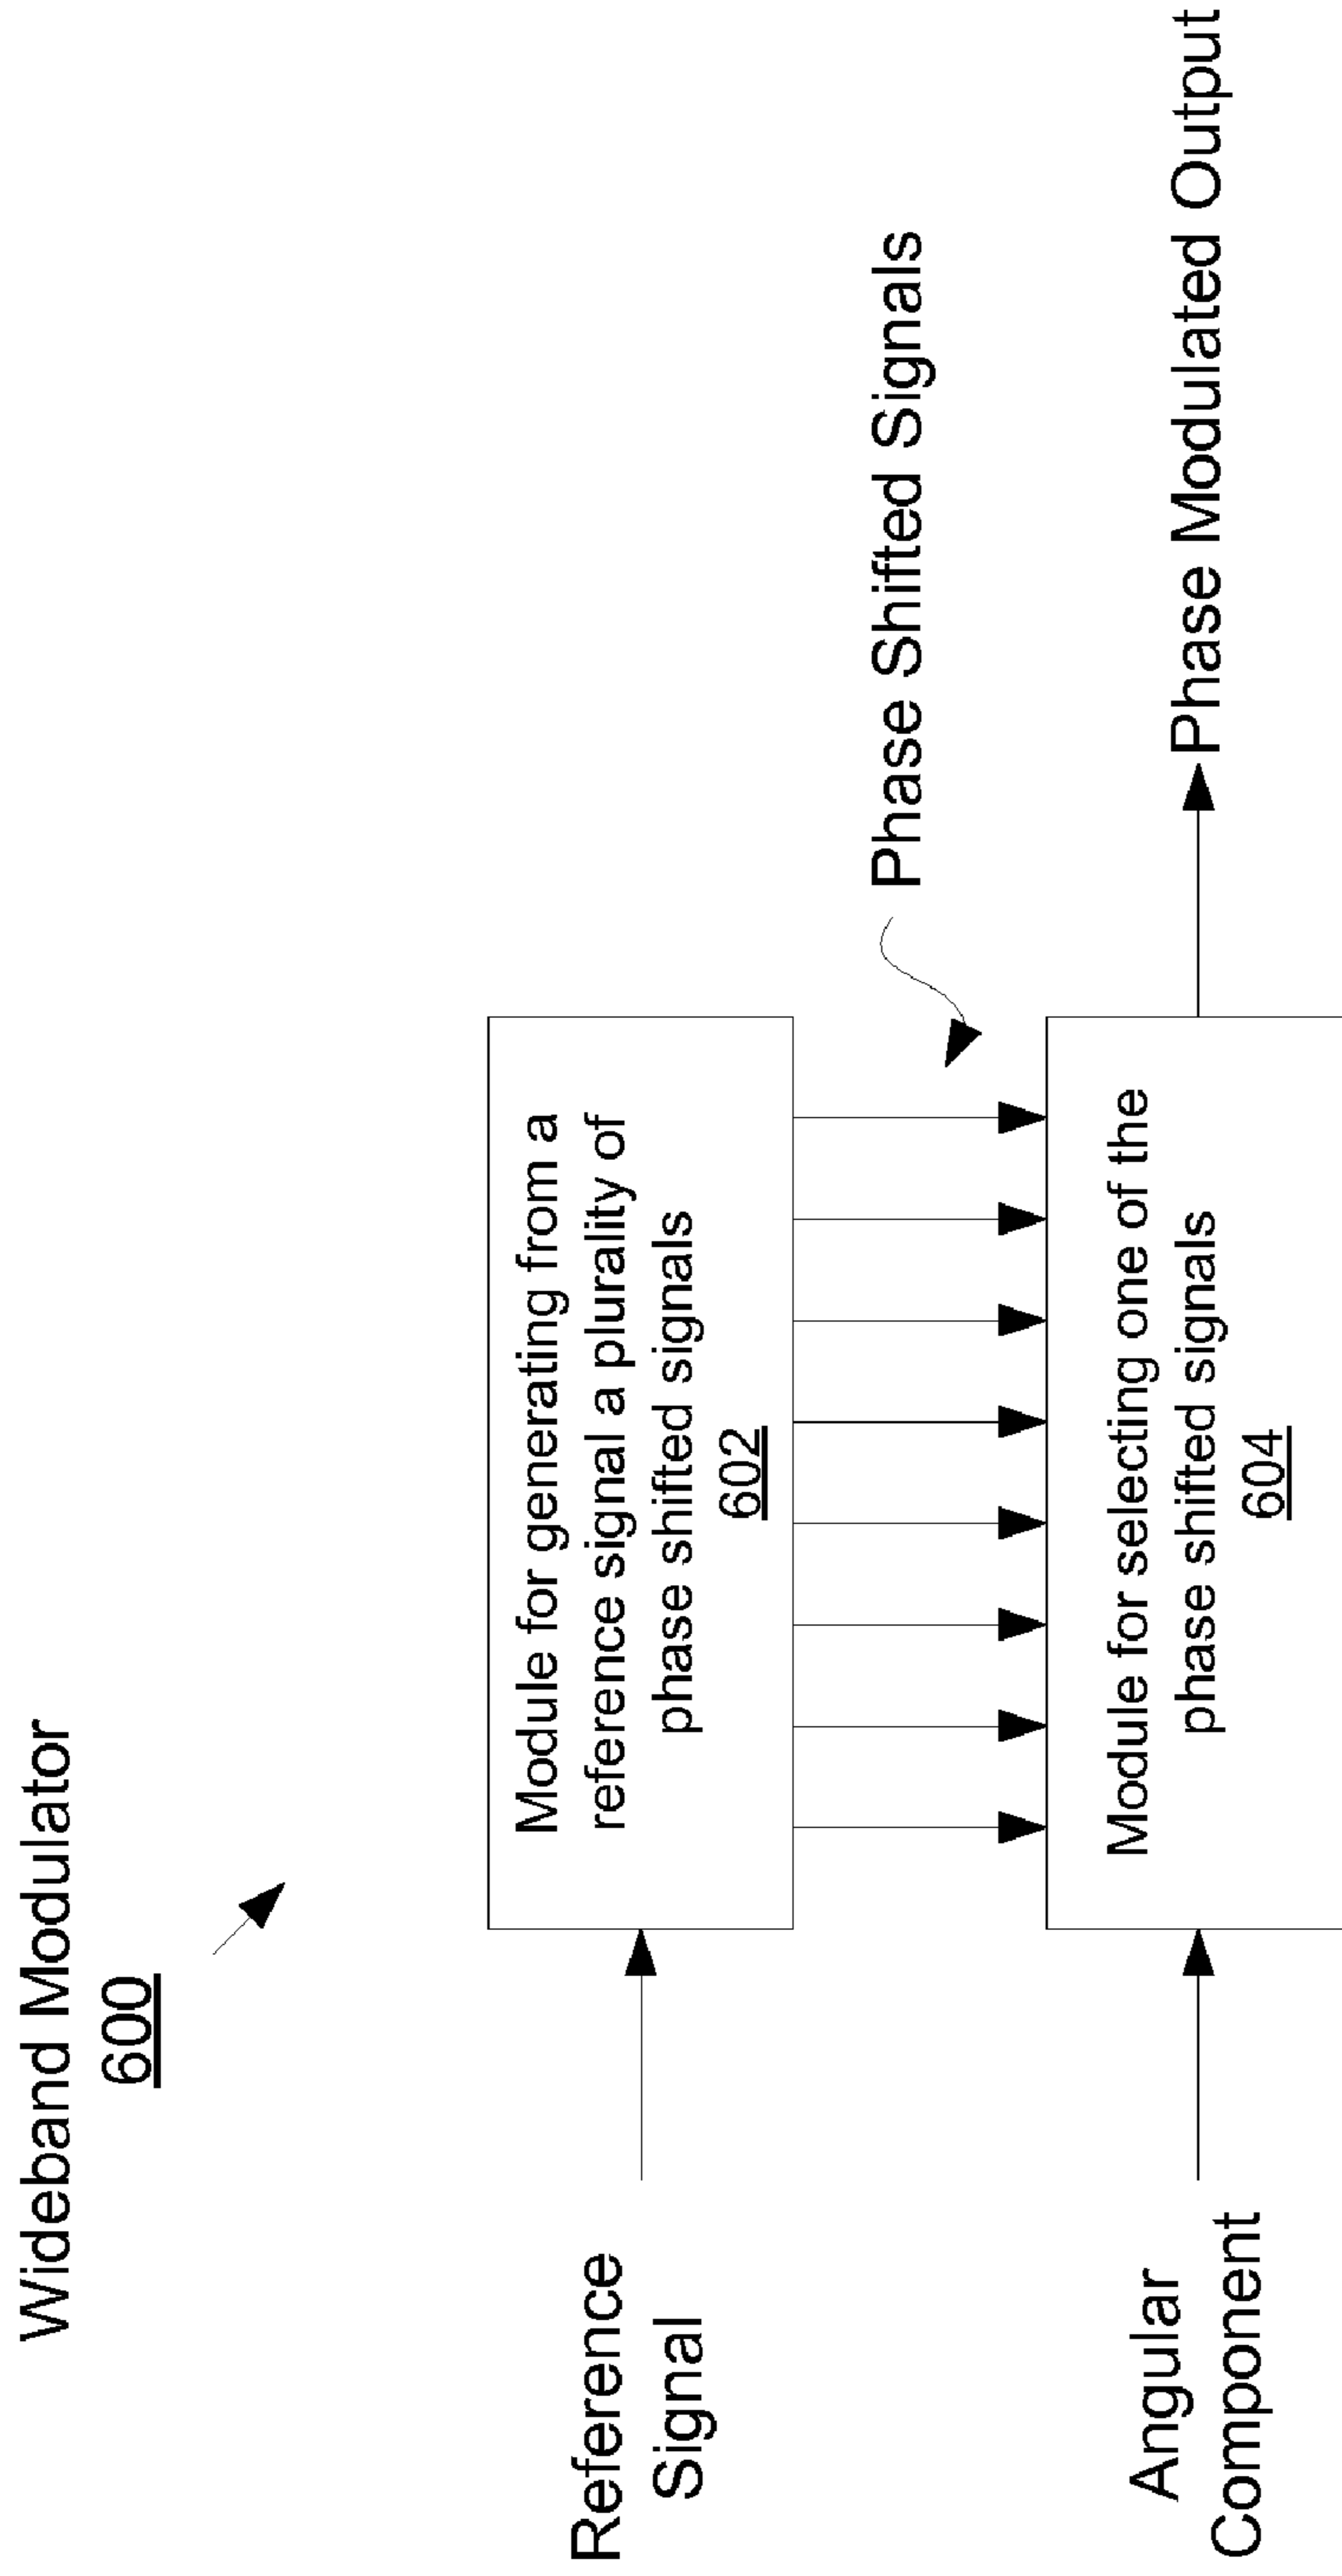 Wideband Modulator
600
Reference
Signal
Module for generating from a
reference signal a plurality of
phase shifted signals
602
Phase Shifted Signals
Angular
Component
Module for selecting one of the
phase shifted signals
604
Phase Modulated Output